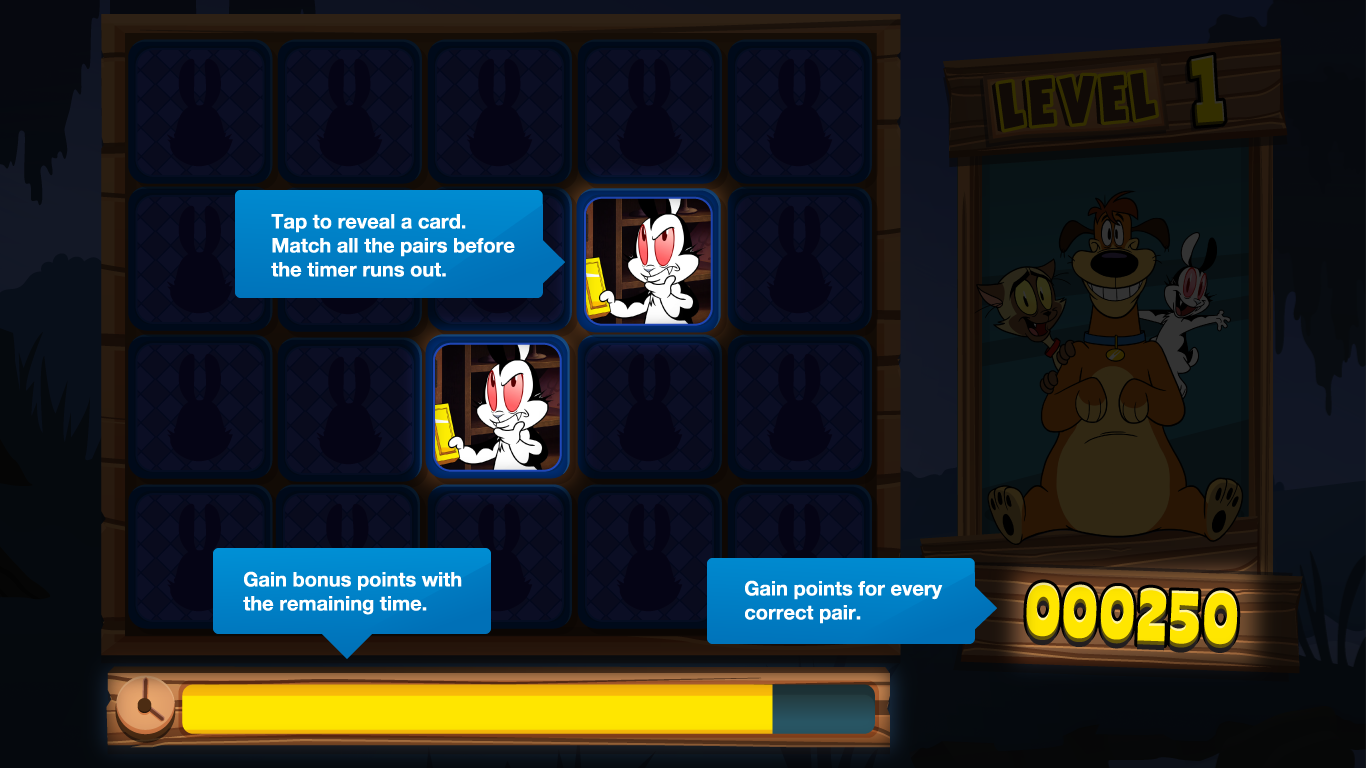 LEVEL 1
Tap to reveal a card.
Match all the pairs before
the timer runs out.
Gain bonus points with
the remaining time.
Gain points for every
correct pair.
000250